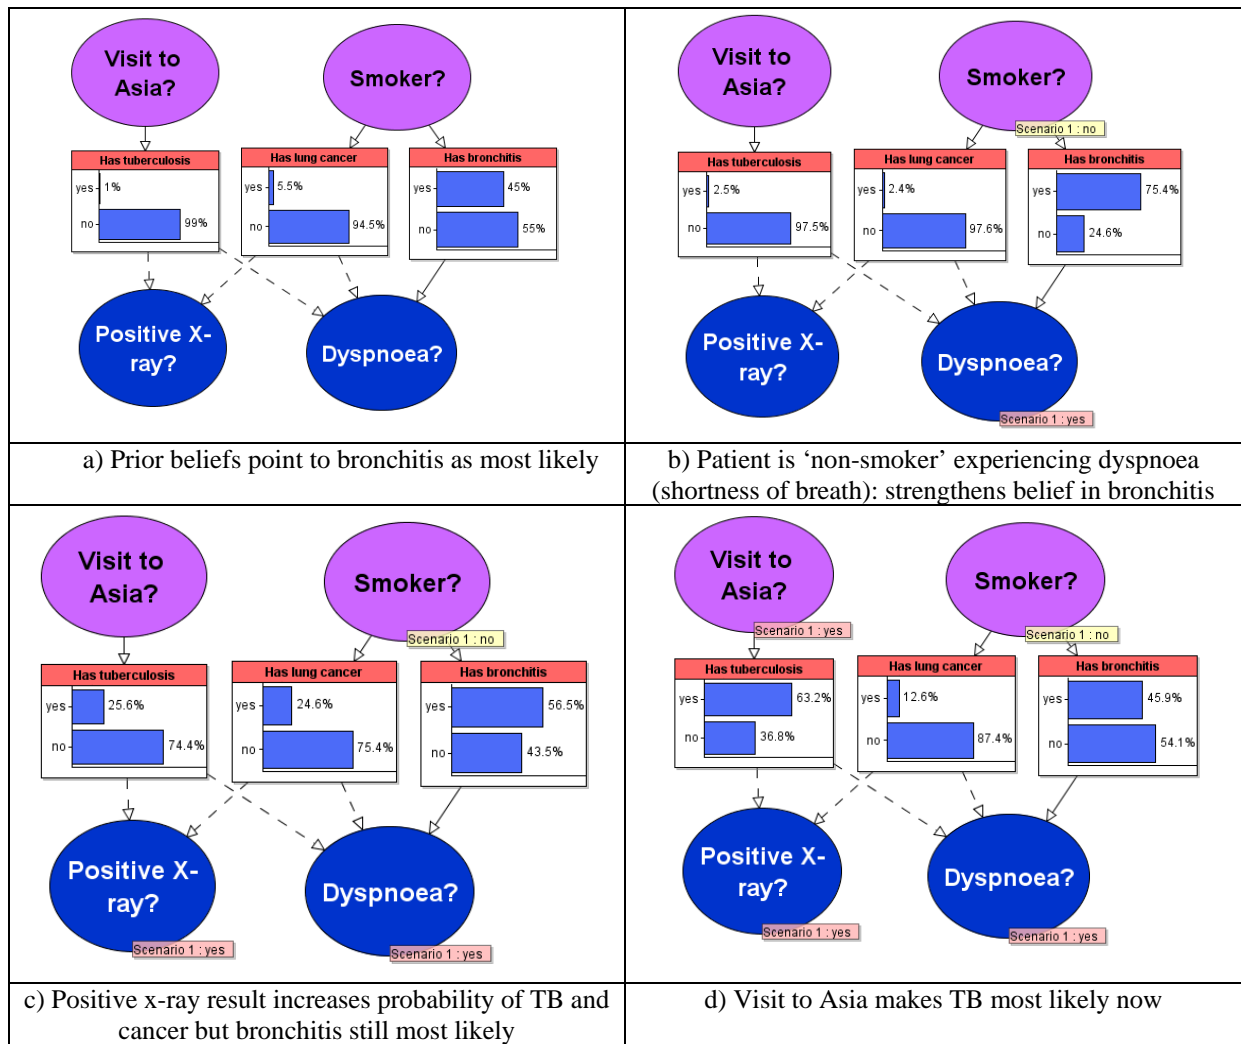 Visit to
Asia?
Smoker?
Has tuberculosis
yes 1%
no 99%
Has lung cancer
yes 5.5%
no 94.5%
Has bronchitis
yes 45%
no 55%
Positive X-
ray?
Dyspnoea?
a) Prior beliefs point to bronchitis as most likely
Visit to
Asia?
Smoker?
Scenario 1 : no
Has tuberculosis
yes 2.5%
no 97.5%
Has lung cancer
yes 2.4%
no 97.6%
Has bronchitis
yes 75.4%
no 24.6%
Positive X-
ray?
Dyspnoea?
Scenario 1 : yes
b) Patient is ‘non-smoker’ experiencing dyspnoea
(shortness of breath): strengthens belief in bronchitis
Visit to
Asia?
Smoker?
Scenario 1 : no
Has tuberculosis
yes 25.6%
no 74.4%
Has lung cancer
yes 24.6%
no 75.4%
Has bronchitis
yes 56.5%
no 43.5%
Positive X-
ray?
Scenario 1 : yes
Dyspnoea?
Scenario 1 : yes
c) Positive x-ray result increases probability of TB and
cancer but bronchitis still most likely
Visit to
Asia?
Scenario 1 : yes
Smoker?
Scenario 1 : no
Has tuberculosis
yes 63.2%
no 36.8%
Has lung cancer
yes 12.6%
no 87.4%
Has bronchitis
yes 45.9%
no 54.1%
Positive X-
ray?
Scenario 1 : yes
Dyspnoea?
Scenario 1 : yes
d) Visit to Asia makes TB most likely now